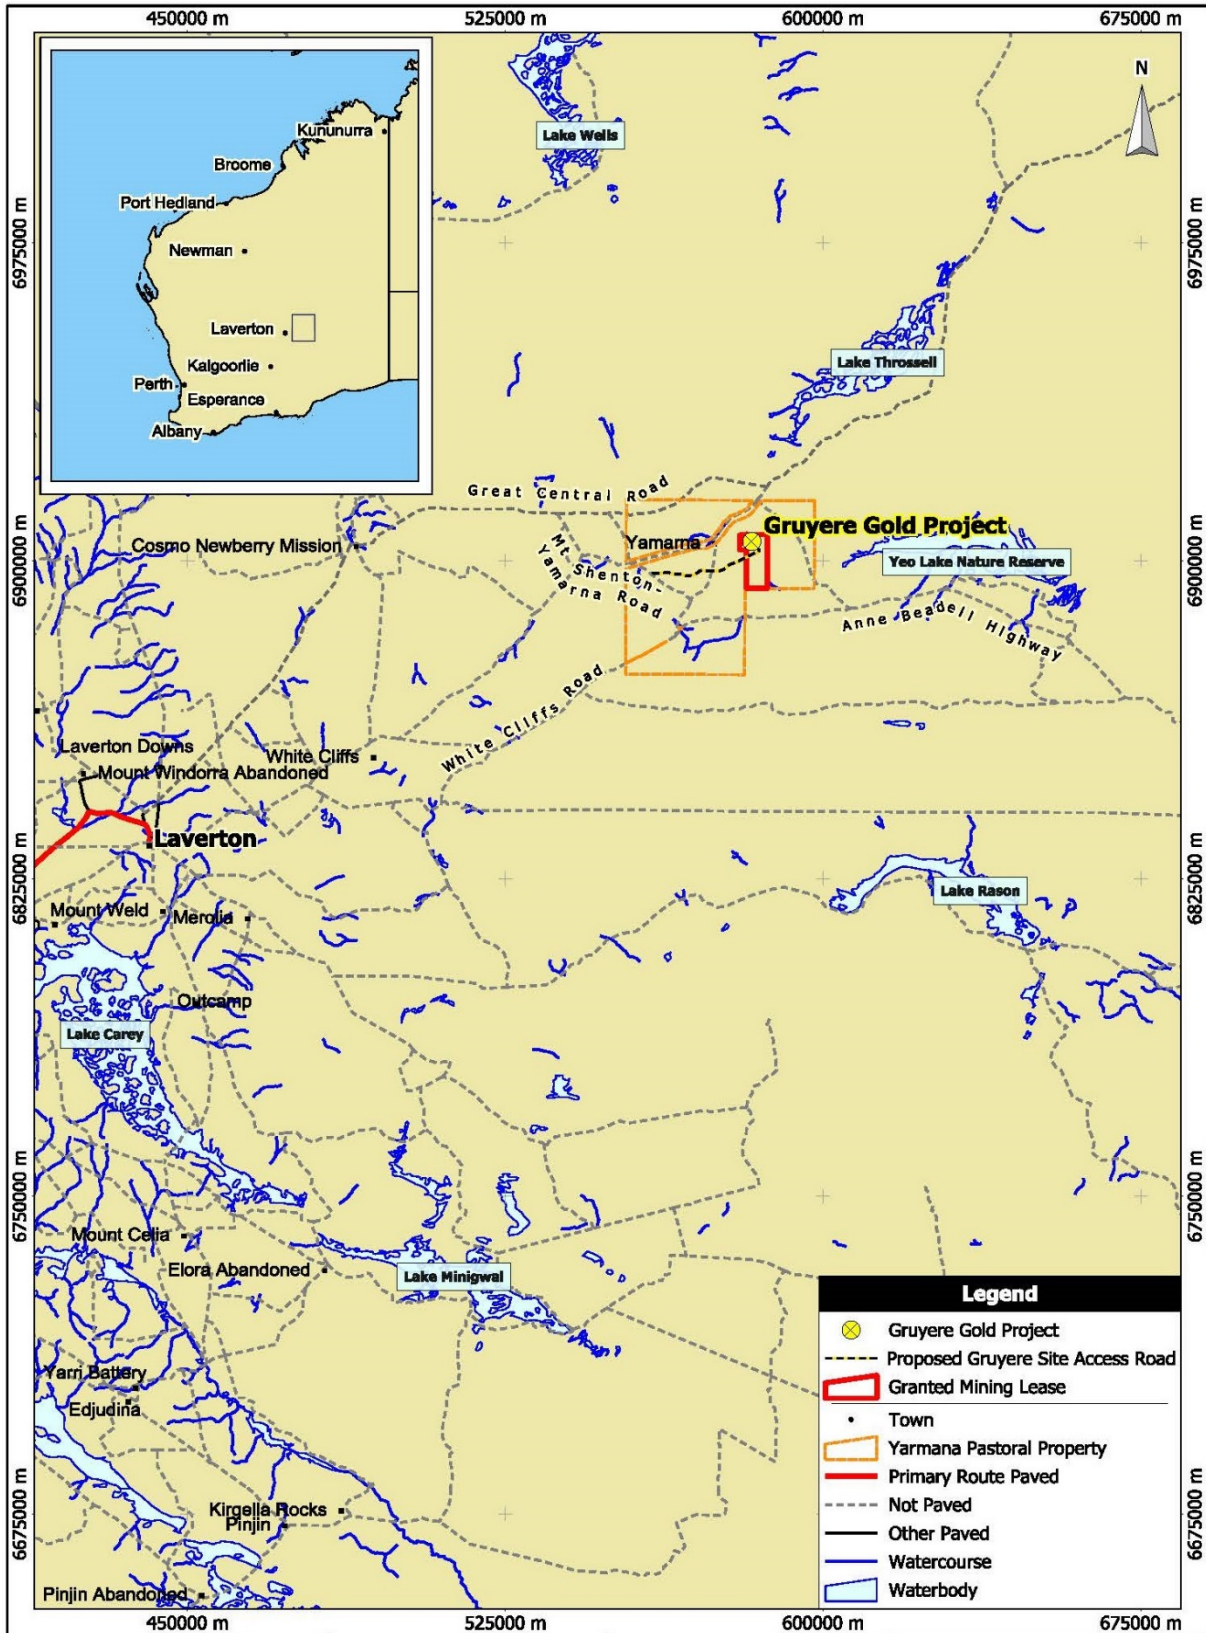 450000 m
525000 m
600000 m
675000 m
N
Kununurra
Broome
Port Hedland
Newman
Laverton
Kalgoorlie
Perth
Esperance
Albany
Lake Wells
6975000 m
6975000 m
Lake Throssell
Great Central Road
Gruyere Gold Project
Yamarna
Cosmo Newberry Mission
Mt Shenton-
Yamarna Road
Yeo Lake Nature Reserve
6900000 m
6900000 m
Anne Beadell Highway
White Cliffs Road
Laverton Downs
White Cliffs
Mount Windorra Abandoned
Laverton
6825000 m
6825000 m
Lake Rason
Mount Weld
Merolia
Outcamp
Lake Carey
6750000 m
6750000 m
Mount Celia
Elora Abandoned
Lake Minigwal
Yarri Battery
Edjudina
Kirgella Rocks
Pinjin
6675000 m
6675000 m
Pinjin Abandoned
Legend
Gruyere Gold Project
Proposed Gruyere Site Access Road
Granted Mining Lease
Town
Yarmana Pastoral Property
Primary Route Paved
Not Paved
Other Paved
Watercourse
Waterbody
450000 m
525000 m
600000 m
675000 m